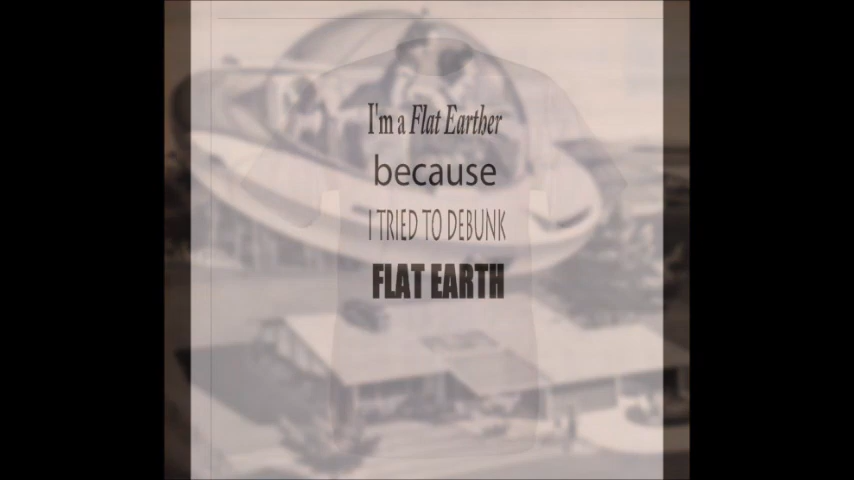 I'm a Flat Earther
because
I TRIED TO DEBUNK
FLAT EARTH